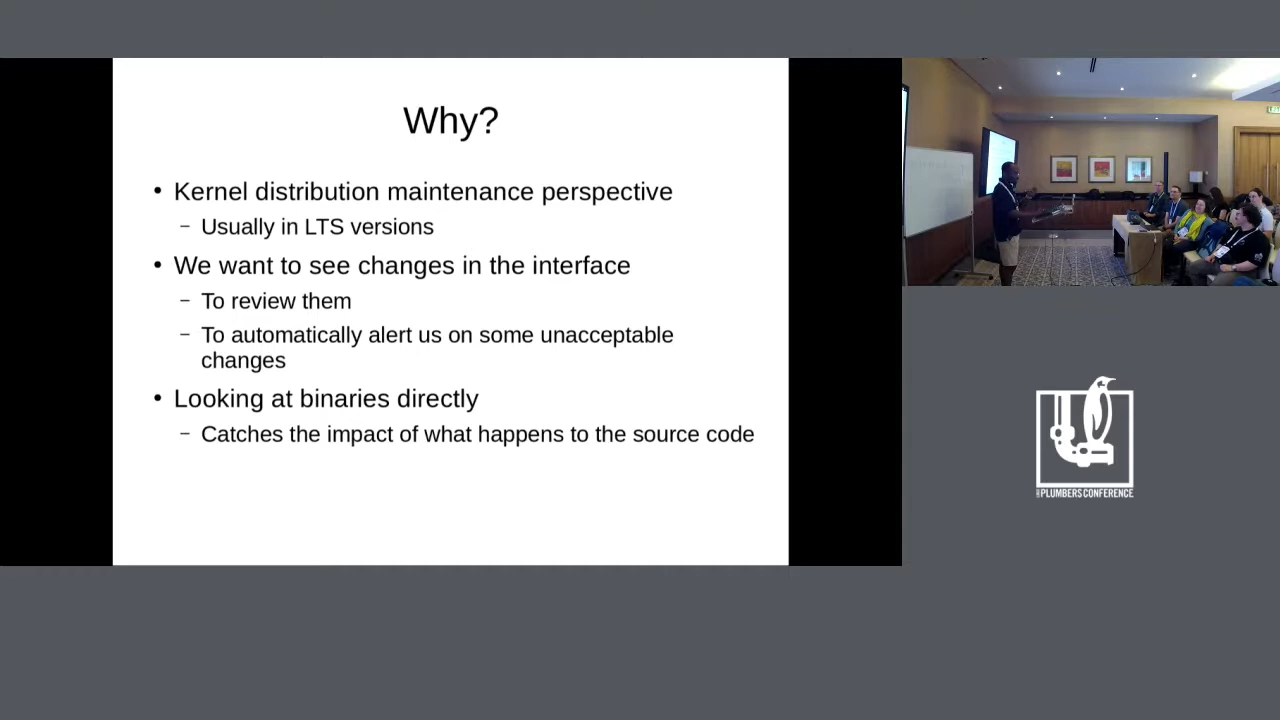 Why?
• Kernel distribution maintenance perspective
– Usually in LTS versions
• We want to see changes in the interface
– To review them
– To automatically alert us on some unacceptable
changes
• Looking at binaries directly
– Catches the impact of what happens to the source code
PLUMBERS CONFERENCE